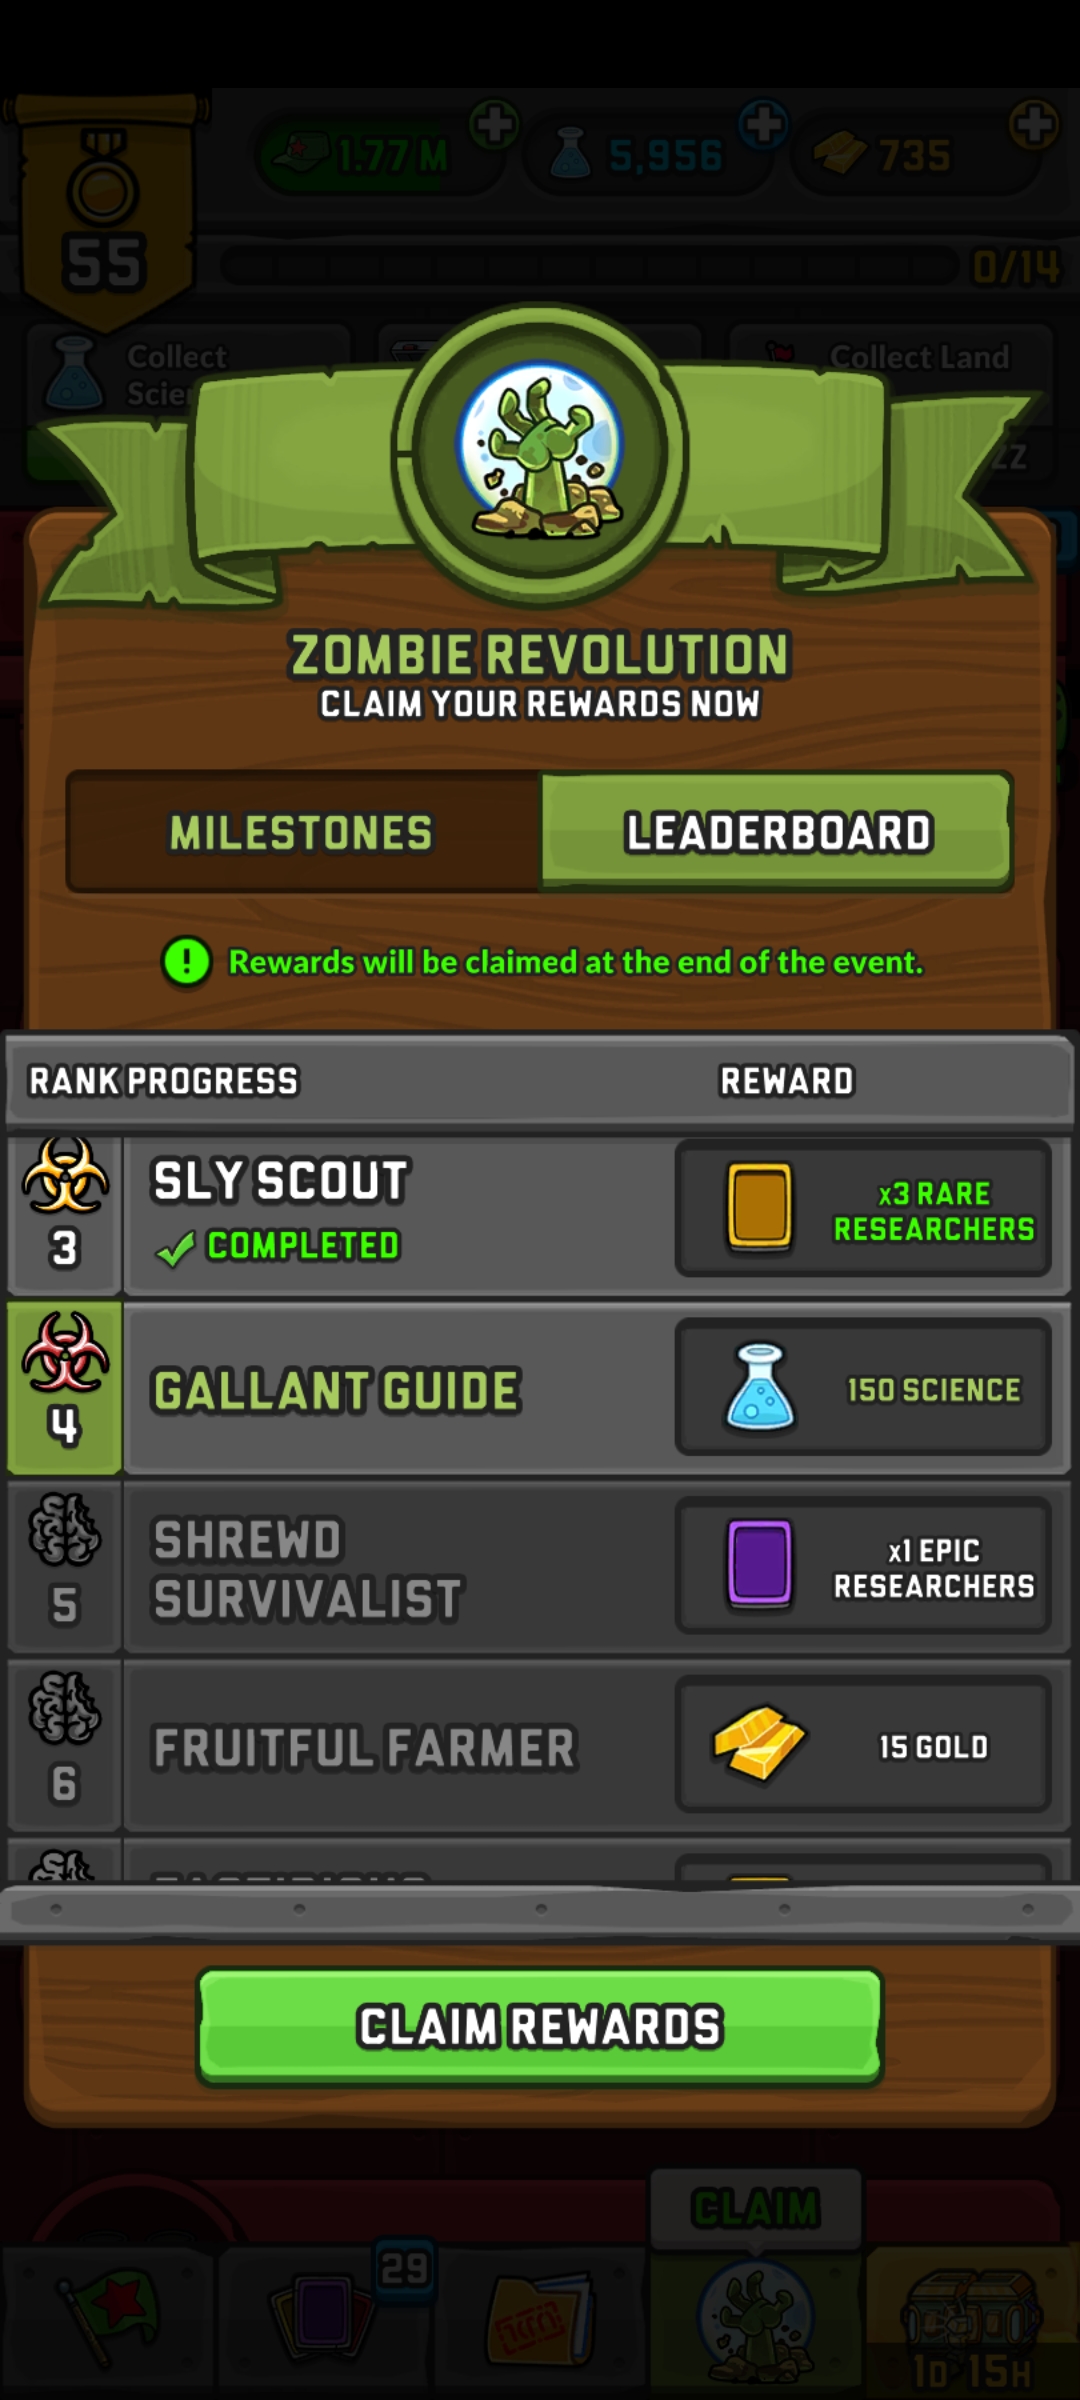 1.77 M
5,956
735
55
0/14
Collect
Collect Land
ZOMBIE REVOLUTION
CLAIM YOUR REWARDS NOW
MILESTONES
LEADERBOARD
! Rewards will be claimed at the end of the event.
RANK PROGRESS
REWARD
3
SLY SCOUT
COMPLETED
x3 RARE
RESEARCHERS
4
GALLANT GUIDE
150 SCIENCE
5
SHREWD
SURVIVALIST
x1 EPIC
RESEARCHERS
6
FRUITFUL FARMER
15 GOLD
CLAIM REWARDS
CLAIM
29
1D 15H